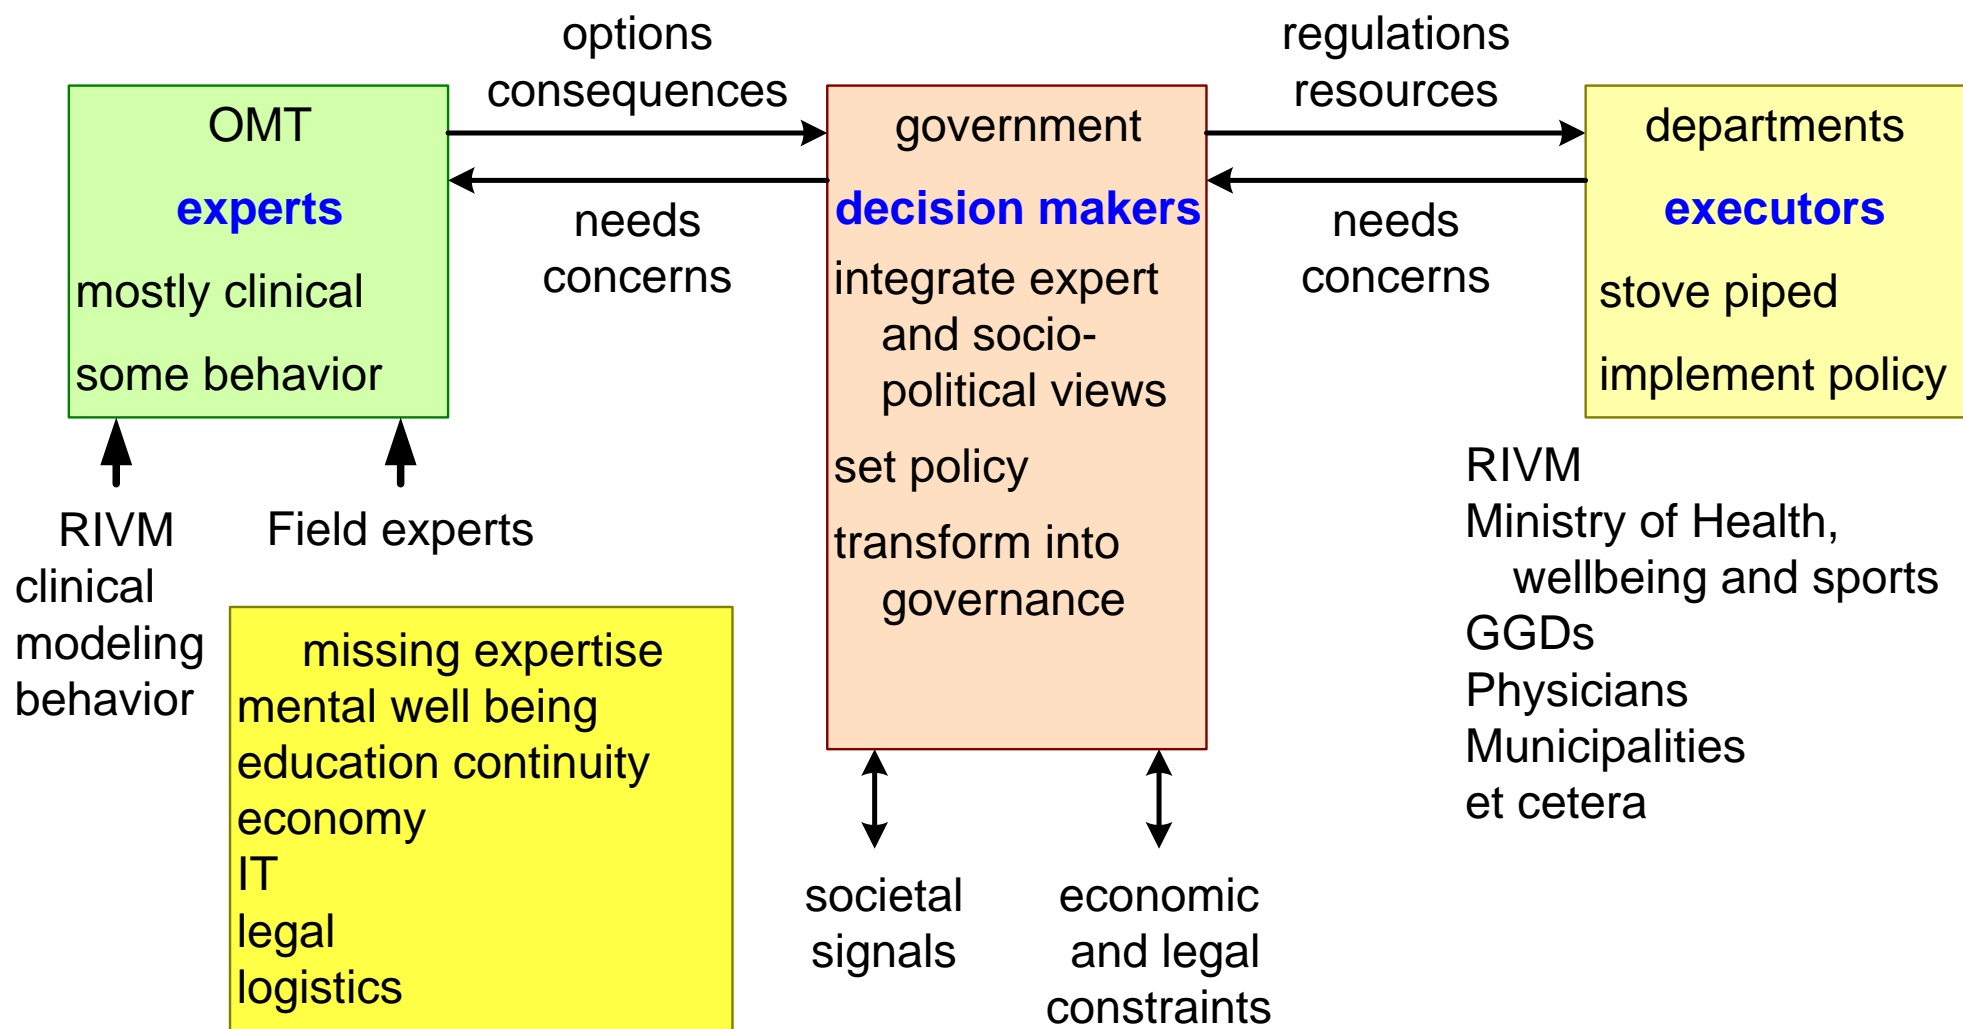 options
consequences
regulations
resources
OMT
experts
mostly clinical
some behavior
needs
concerns
government
decision makers
integrate expert
and socio-
political views
set policy
transform into
governance
needs
concerns
departments
executors
stove piped
implement policy
RIVM
clinical
modeling
behavior
Field experts
missing expertise
mental well being
education continuity
economy
IT
legal
logistics
societal
signals
economic
and legal
constraints
RIVM
Ministry of Health,
wellbeing and sports
GGDs
Physicians
Municipalities
et cetera